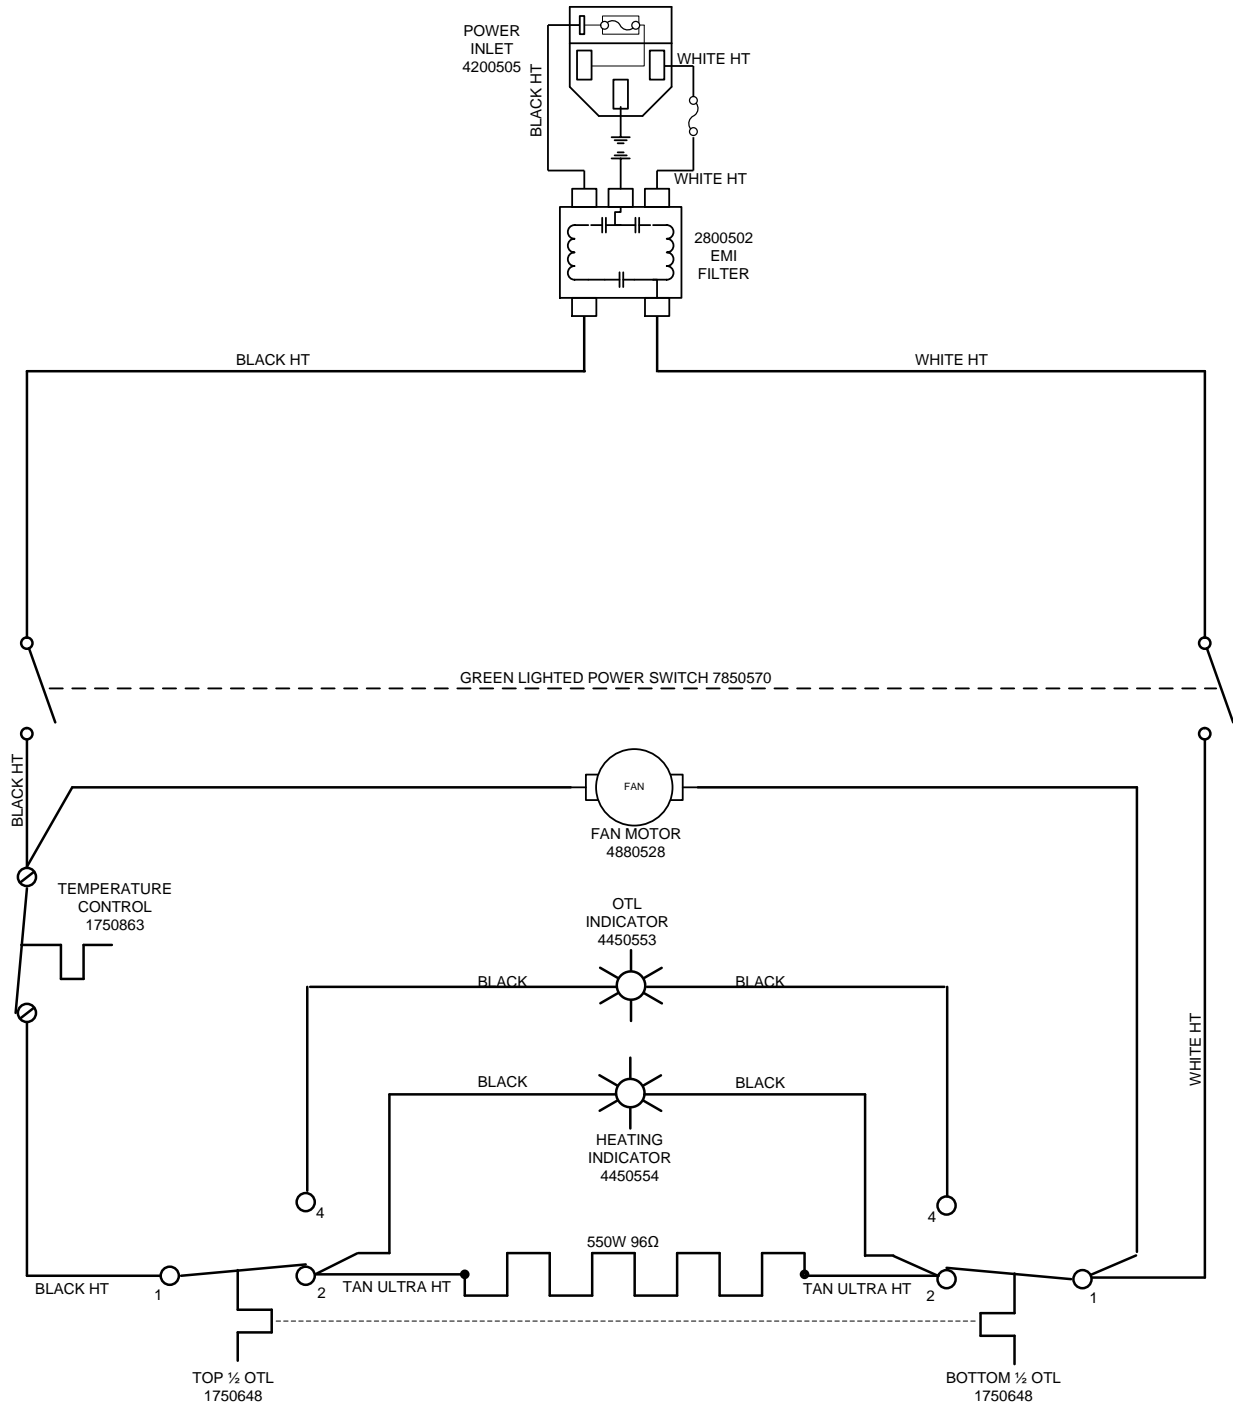 POWER
INLET
4200505
WHITE HT
BLACK HT
WHITE HT
2800502
EMI
FILTER
BLACK HT
WHITE HT
GREEN LIGHTED POWER SWITCH 7850570
BLACK HT
FAN
FAN MOTOR
4880528
TEMPERATURE
CONTROL
1750863
OTL
INDICATOR
4450553
BLACK
BLACK
WHITE HT
BLACK
BLACK
HEATING
INDICATOR
4450554
4
4
550W 96Ω
BLACK HT
1
2
TAN ULTRA HT
TAN ULTRA HT
2
1
TOP ½ OTL
1750648
BOTTOM ½ OTL
1750648